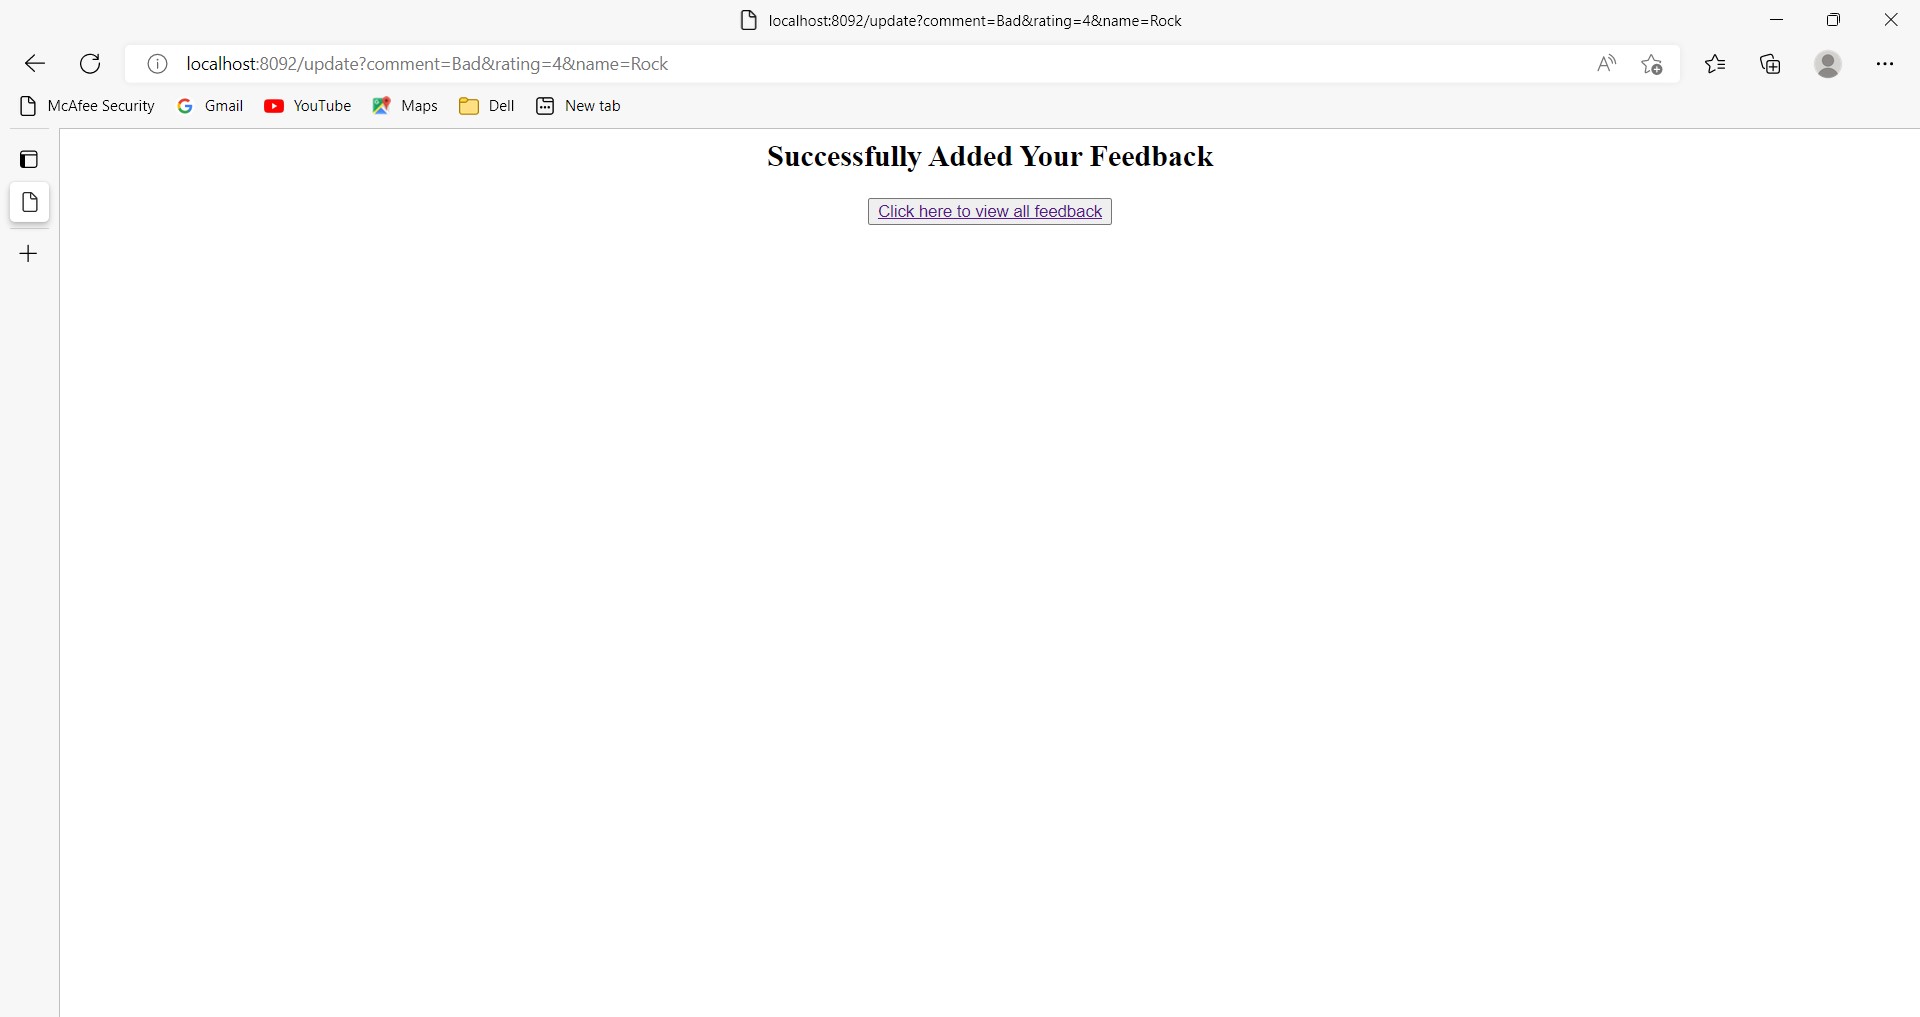 localhost:8092/update?comment=Bad&rating=4&name=Rock
localhost:8092/update?comment=Bad&rating=4&name=Rock
McAfee Security Gmail YouTube Maps Dell New tab
Successfully Added Your Feedback
Click here to view all feedback